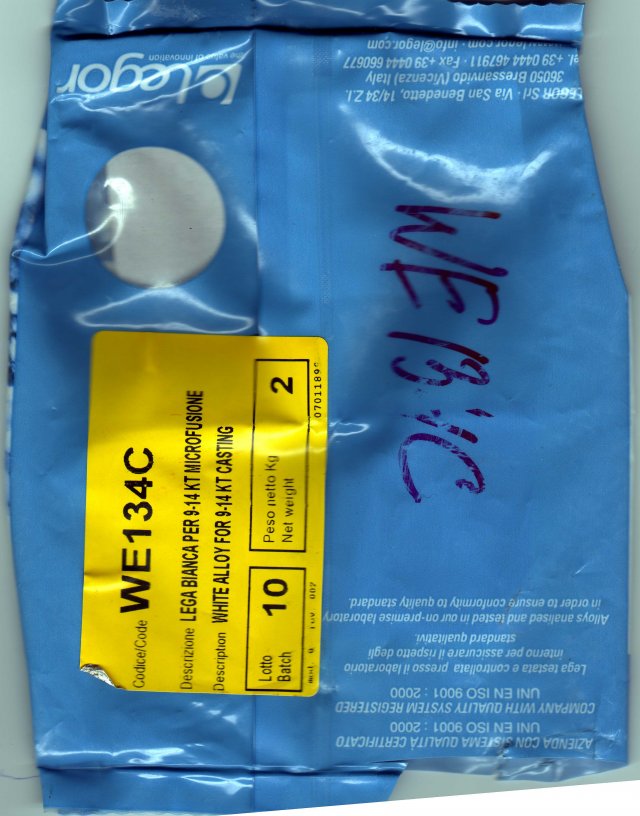 Legor
the value of innovation
LEGOR Srl - Via San Benedetto, 14/34 Z.I.
36050 Bressanvido (Vicenza) Italy
Tel. +39 0444 467911 - Fax +39 0444 660677
www.legor.com - info@legor.com
Codice/Code WE134C
Descrizione LEGA BIANCA PER 9-14 KT MICROFUSIONE
Description WHITE ALLOY FOR 9-14 KT CASTING
Lotto
Batch
10
Peso netto Kg
Net weight
2
AZIENDA CON SISTEMA QUALITÀ CERTIFICATO
UNI EN ISO 9001 : 2000
COMPANY WITH QUALITY SYSTEM REGISTERED
UNI EN ISO 9001 : 2000
Lega testata e controllata presso il laboratorio
interno per assicurare il rispetto degli
standard qualitativi.
Alloys analised and tested in our on-premise laboratory
in order to ensure conformity to quality standard.